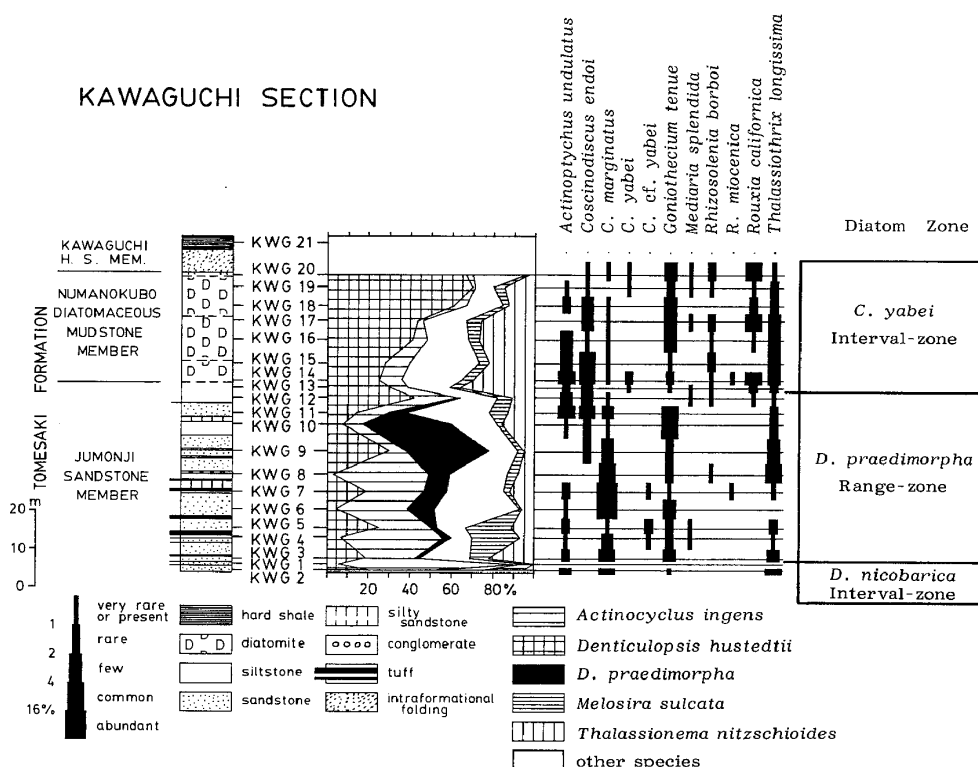 KAWAGUCHI SECTION
Actinoptychus undulatus
Coscinodiscus endoi
C. marginatus
C. yabei
C. cf. yabei
Goniothecium tenue
Mediaria splendida
Rhizosolenia borboi
R. miocenica
Rouxia californica
Thalassiothrix longissima
Diatom Zone
KAWAGUCHI
H. S. MEM.
NUMANOKUBO
DIATOMACEOUS
MUDSTONE
MEMBER
JUMONJI
SANDSTONE
MEMBER
TOMESAKI FORMATION
D D
D
D D
D
D D
D
KWG 21
KWG 20
KWG 19
KWG 18
KWG 17
KWG 16
KWG 15
KWG 14
KWG 13
KWG 12
KWG 11
KWG 10
KWG 9
KWG 8
KWG 7
KWG 6
KWG 5
KWG 4
KWG 3
KWG 1
KWG 2
C. yabei
Interval-zone
D. praedimorpha
Range-zone
D. nicobarica
Interval-zone
m
20
10
0
20 40 60 80%
1
2
4
16%
very rare
or present
rare
few
common
abundant
hard shale
D D diatomite
siltstone
sandstone
silty
sandstone
conglomerate
tuff
intraformational
folding
Actinocyclus ingens
Denticulopsis hustedtii
D. praedimorpha
Melosira sulcata
Thalassionema nitzschioides
other species